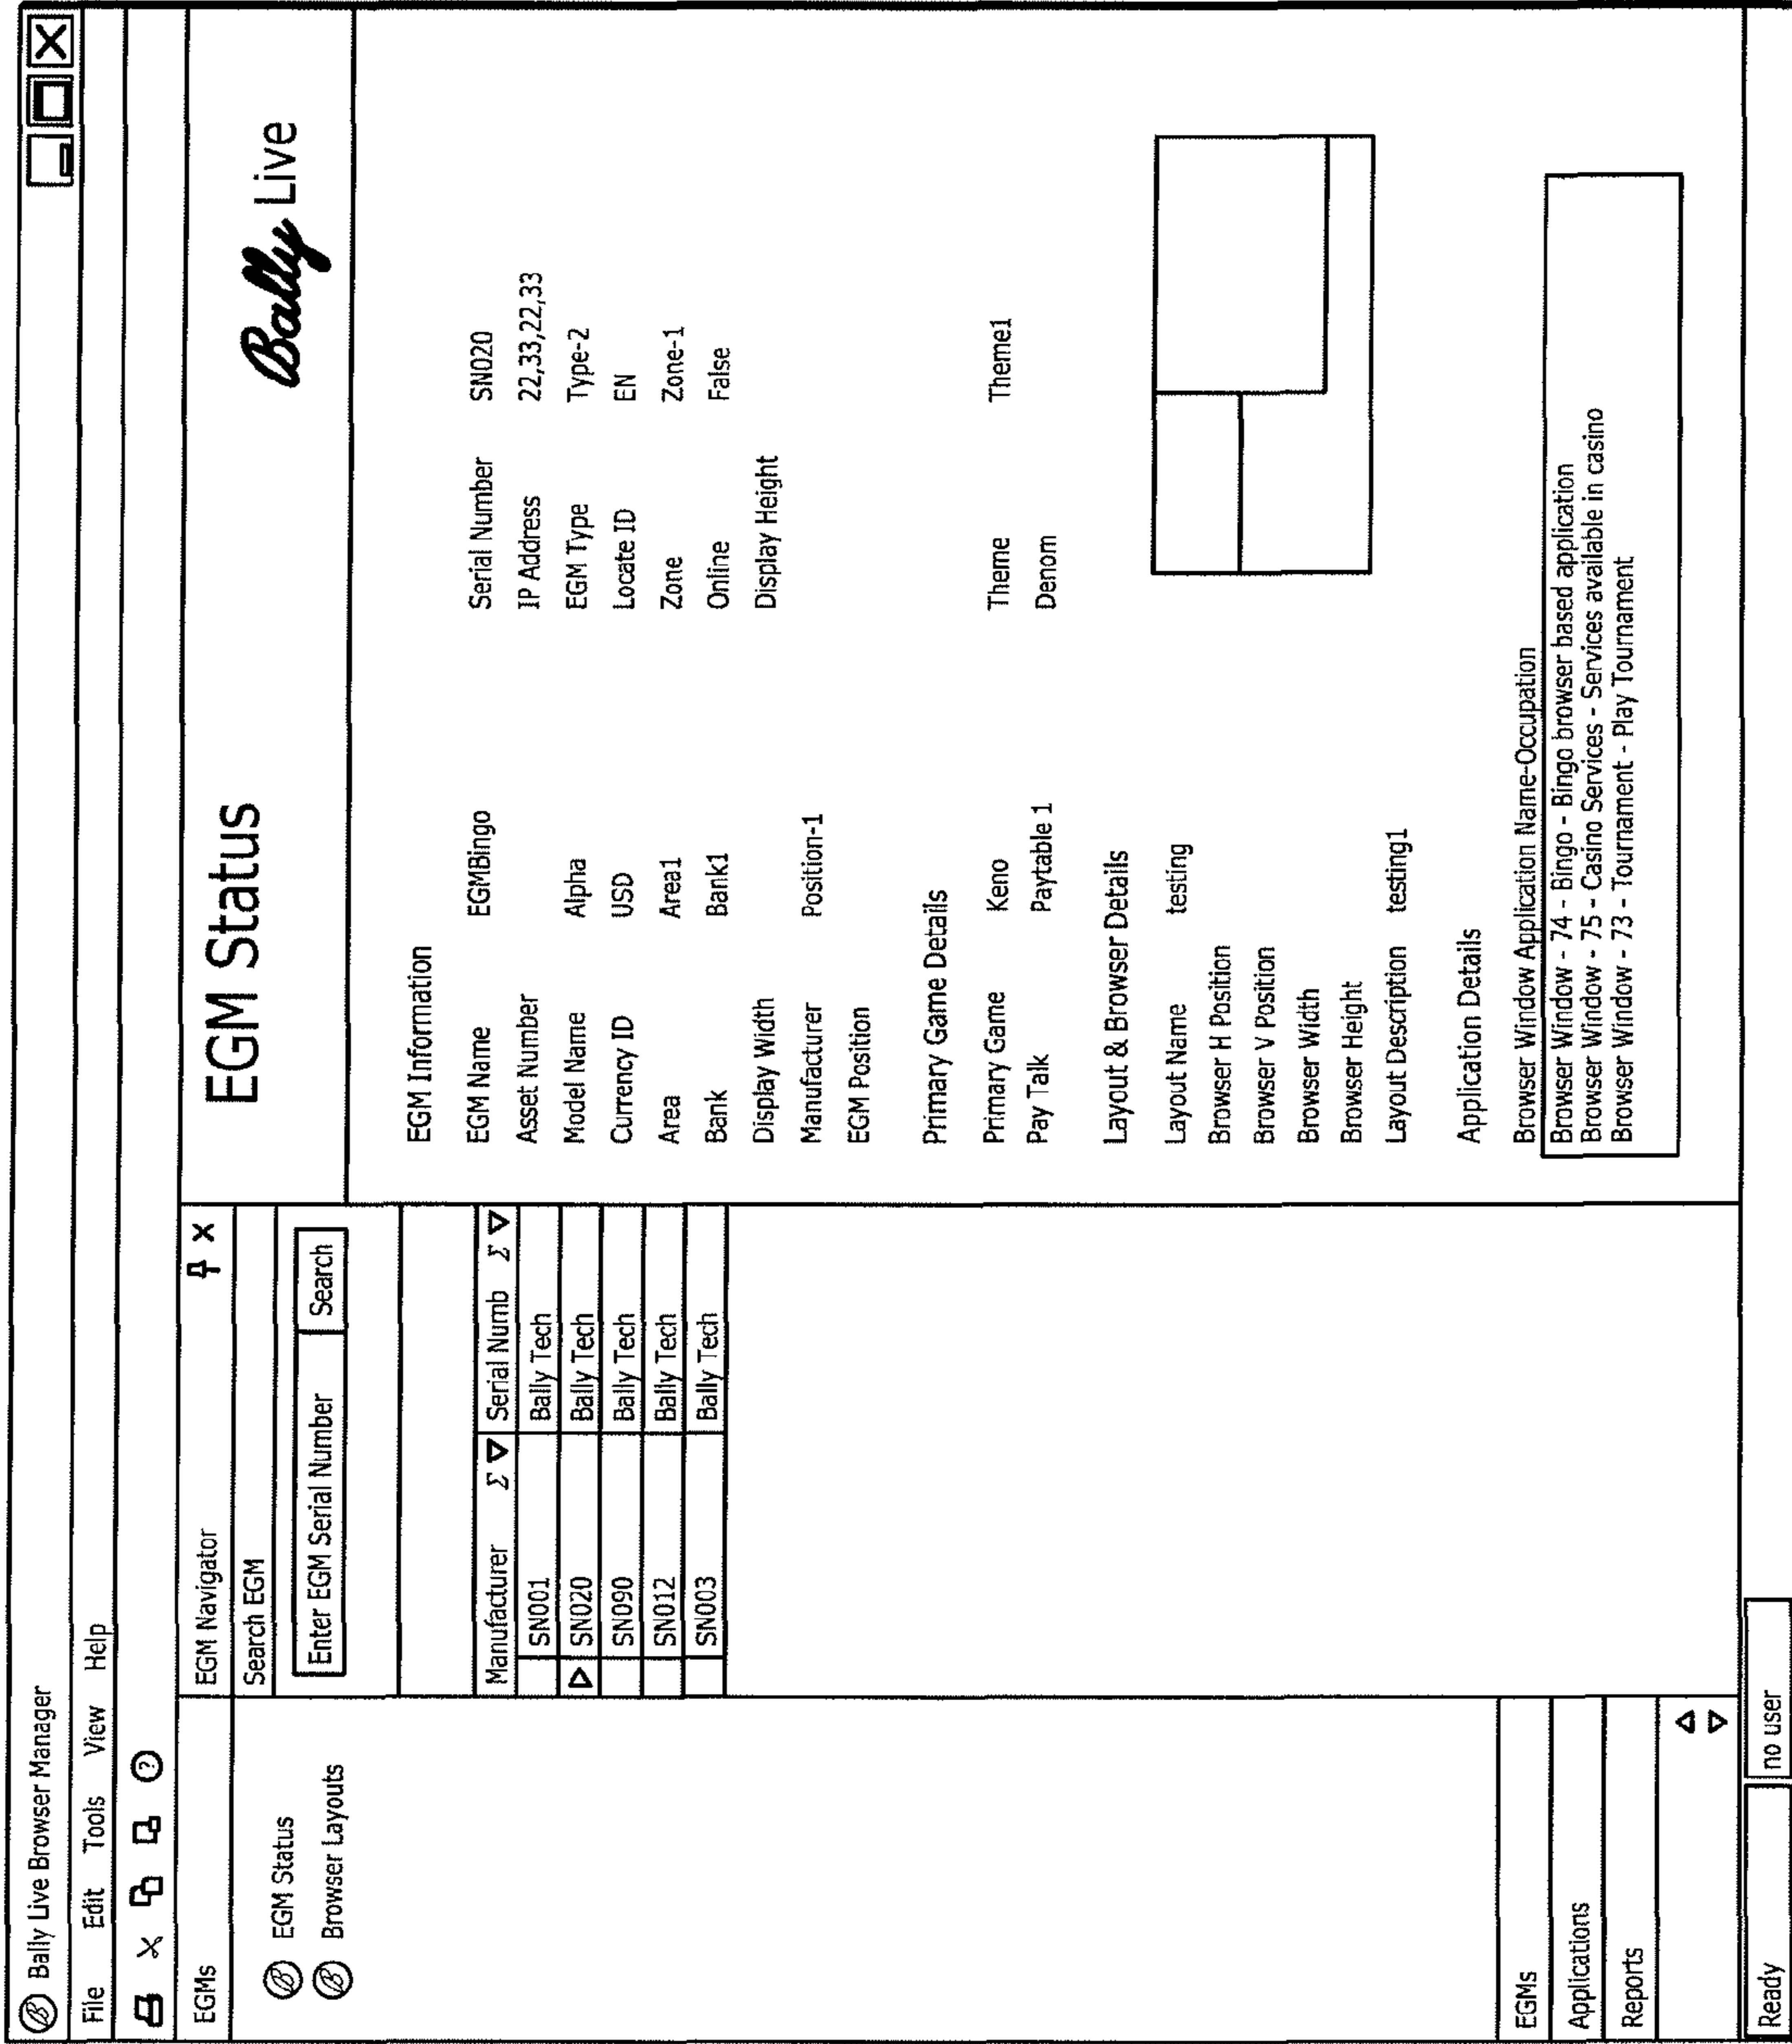 Bally Live Browser Manager
File Edit Tools View Help
EGMs
EGM Status
Browser Layouts
EGMs
Applications
Reports
EGM Navigator
Search EGM
Enter EGM Serial Number Search
Manufacturer Σ Serial Numb Σ
SN001 Bally Tech
SN020 Bally Tech
SN090 Bally Tech
SN012 Bally Tech
SN003 Bally Tech
EGM Status
Bally Live
EGM Information
EGM Name EGMBingo Serial Number SN020
Asset Number IP Address 22,33,22,33
Model Name Alpha EGM Type Type-2
Currency ID USD Locate ID EN
Area Area1 Zone Zone-1
Bank Bank1 Online False
Display Width Display Height
Manufacturer Position-1
EGM Position
Primary Game Details
Primary Game Keno Theme Theme1
Pay Talk Paytable 1 Denom
Layout & Browser Details
Layout Name testing
Browser H Position
Browser V Position
Browser Width
Browser Height
Layout Description testing1
Application Details
Browser Window Application Name-Occupation
Browser Window - 74 - Bingo - Bingo browser based application
Browser Window - 75 - Casino Services - Services available in casino
Browser Window - 73 - Tournament - Play Tournament
Ready no user